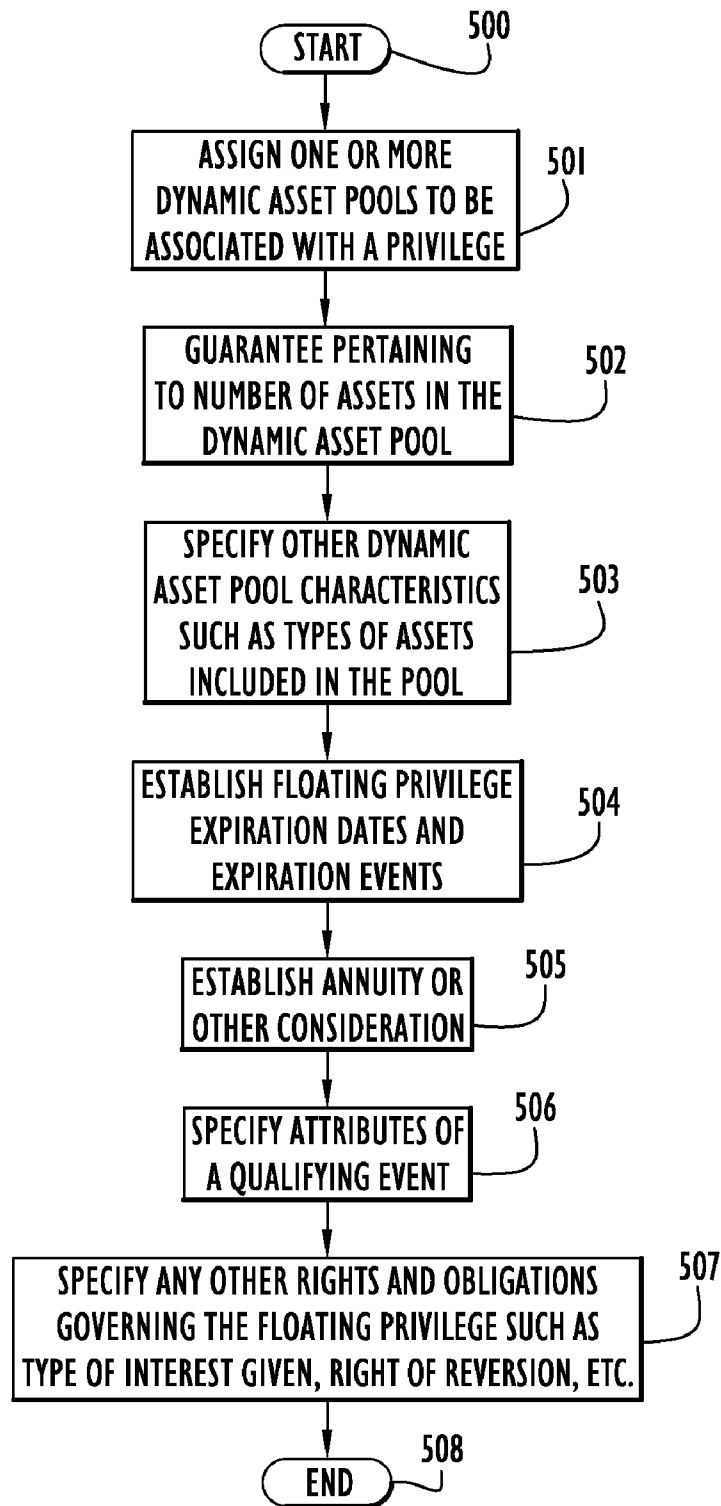 START
500
ASSIGN ONE OR MORE
DYNAMIC ASSET POOLS TO BE
ASSOCIATED WITH A PRIVILEGE
501
GUARANTEE PERTAINING
TO NUMBER OF ASSETS IN THE
DYNAMIC ASSET POOL
502
SPECIFY OTHER DYNAMIC
ASSET POOL CHARACTERISTICS
SUCH AS TYPES OF ASSETS
INCLUDED IN THE POOL
503
ESTABLISH FLOATING PRIVILEGE
EXPIRATION DATES AND
EXPIRATION EVENTS
504
ESTABLISH ANNUITY OR
OTHER CONSIDERATION
505
SPECIFY ATTRIBUTES OF
A QUALIFYING EVENT
506
SPECIFY ANY OTHER RIGHTS AND OBLIGATIONS
GOVERNING THE FLOATING PRIVILEGE SUCH AS
TYPE OF INTEREST GIVEN, RIGHT OF REVERSION, ETC.
507
END
508